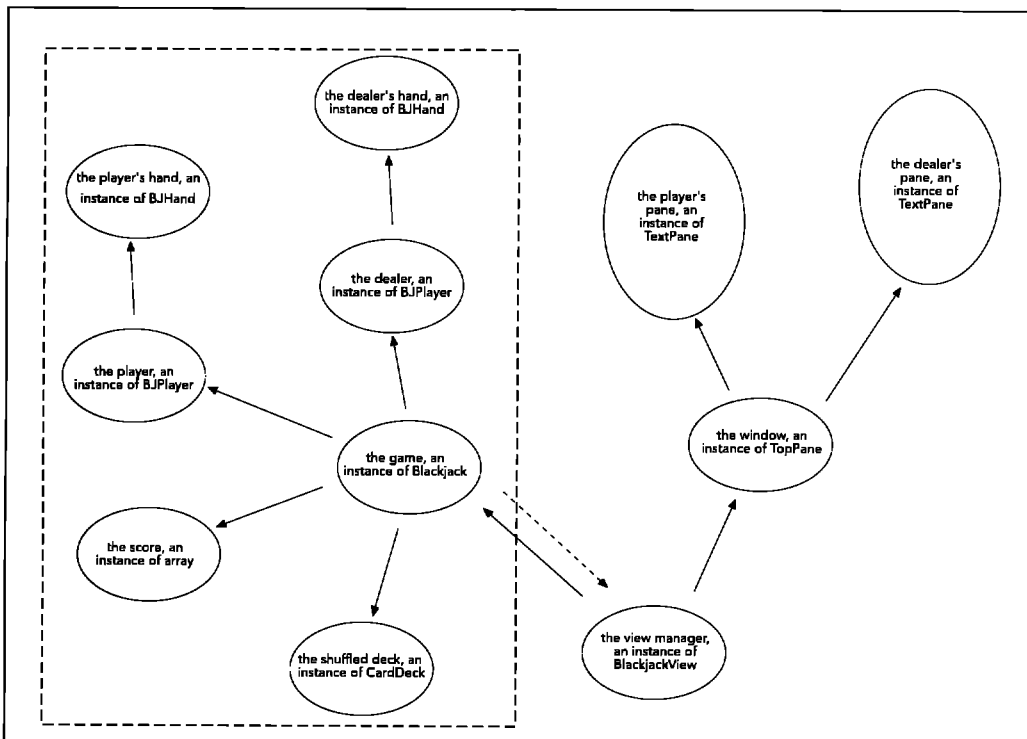 the dealer's hand, an
instance of BJHand
the player's hand, an
instance of BJHand
the dealer's
pane, an
instance of
TextPane
the player's
pane, an
instance of
TextPane
the dealer, an
instance of BJPlayer
the player, an
instance of BJPlayer
the window, an
instance of TopPane
the game, an
instance of Blackjack
the score, an
instance of array
the view manager,
an instance of
BlackjackView
the shuffled deck, an
instance of CardDeck